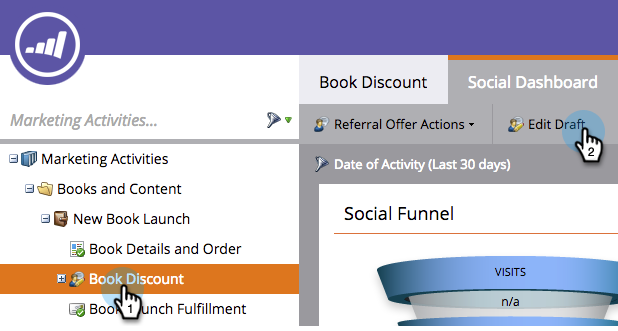 Book Discount
Social Dashboard
Marketing Activities...
Referral Offer Actions
Edit Draft
2
Date of Activity (Last 30 days)
Marketing Activities
Books and Content
New Book Launch
Book Details and Order
Book Discount
1
Book Launch Fulfillment
Social Funnel
VISITS
n/a